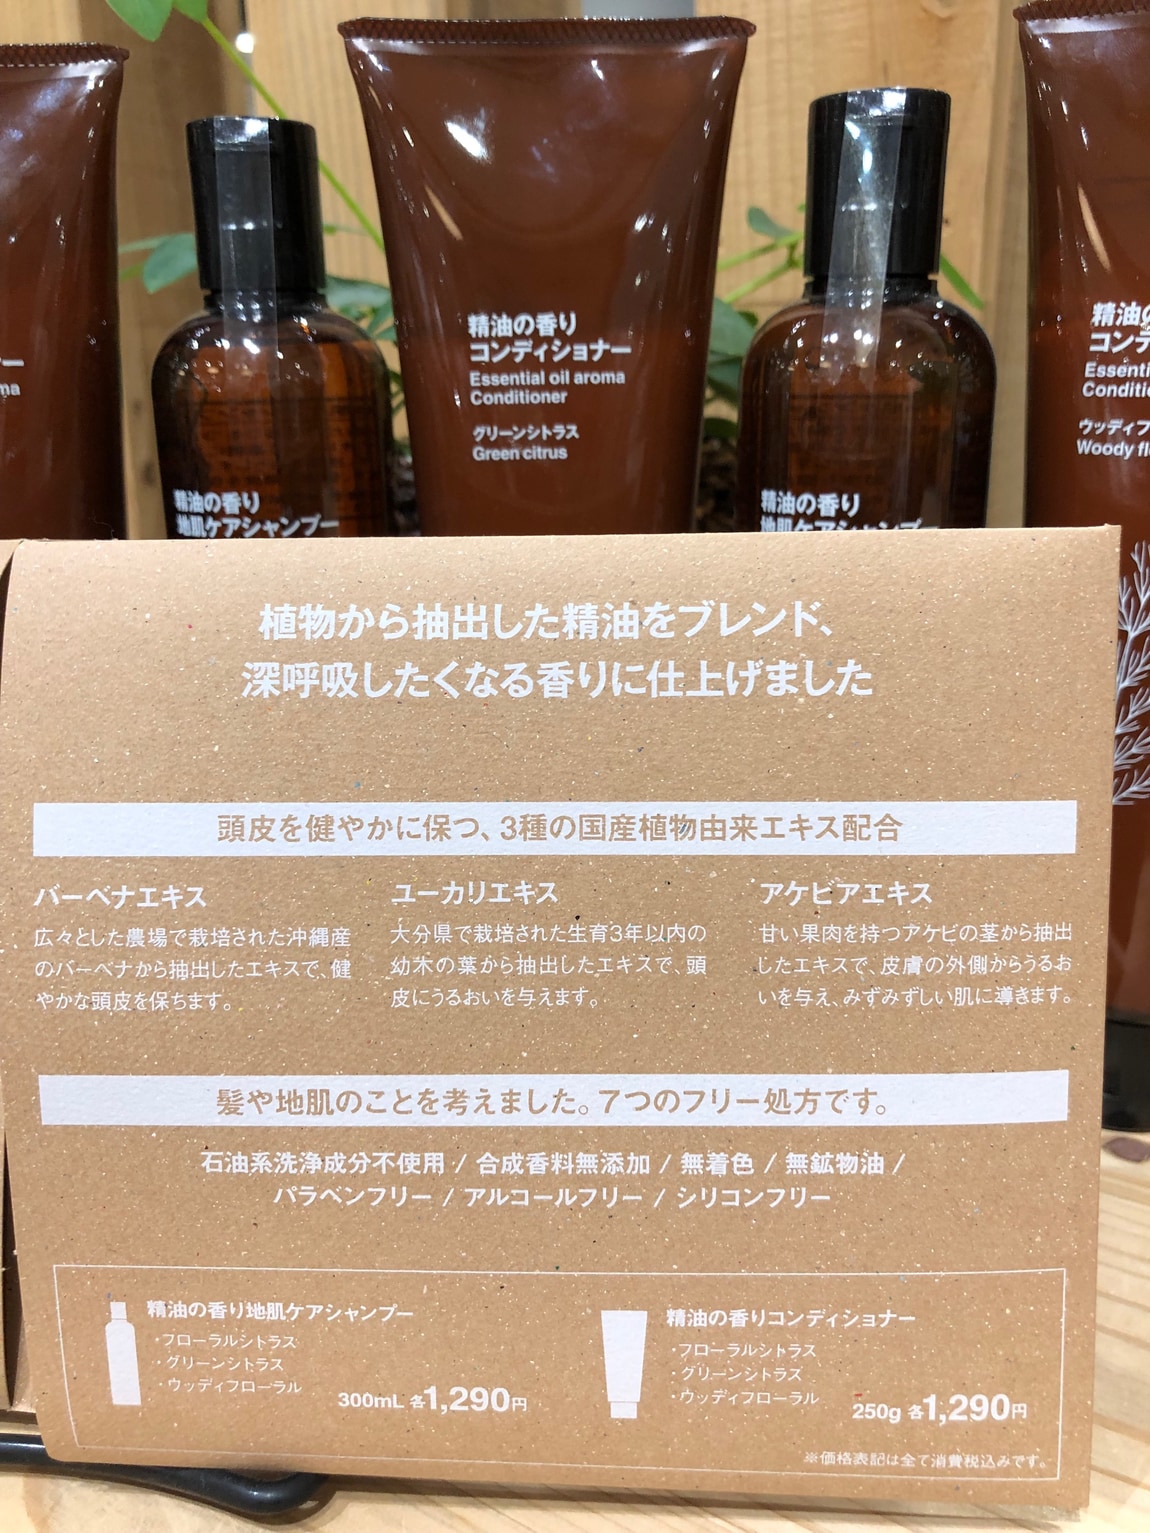 精油の香り
コンディショナー
Essential oil aroma
Conditioner
グリーンシトラス
Green citrus
精油の香り
地肌ケアシャンプー
精油の香り
地肌ケアシャンプー
Conditio
Woody
植物から抽出した精油をブレンド、
深呼吸したくなる香りに仕上げました
頭皮を健やかに保つ、3種の国産植物由来エキス配合
バーベナエキス
広々とした農場で栽培された沖縄産
のバーベナから抽出したエキスで、健
やかな頭皮を保ちます。
ユーカリエキス
大分県で栽培された生育3年以内の
幼木の葉から抽出したエキスで、頭
皮にうるおいを与えます。
アケビアエキス
甘い果肉を持つアケビの茎から抽出
したエキスで、皮膚の外側からうるお
いを与え、みずみずしい肌に導きます。
髪や地肌のことを考えました。7つのフリー処方です。
石油系洗浄成分不使用 / 合成香料無添加 / 無着色 / 無鉱物油 /
パラベンフリー / アルコールフリー / シリコンフリー
精油の香り地肌ケアシャンプー
・フローラルシトラス
・グリーンシトラス
・ウッディフローラル
300mL 各1,290円
精油の香りコンディショナー
・フローラルシトラス
・グリーンシトラス
・ウッディフローラル
250g 各1,290円
※価格表記は全て消費税込みです。